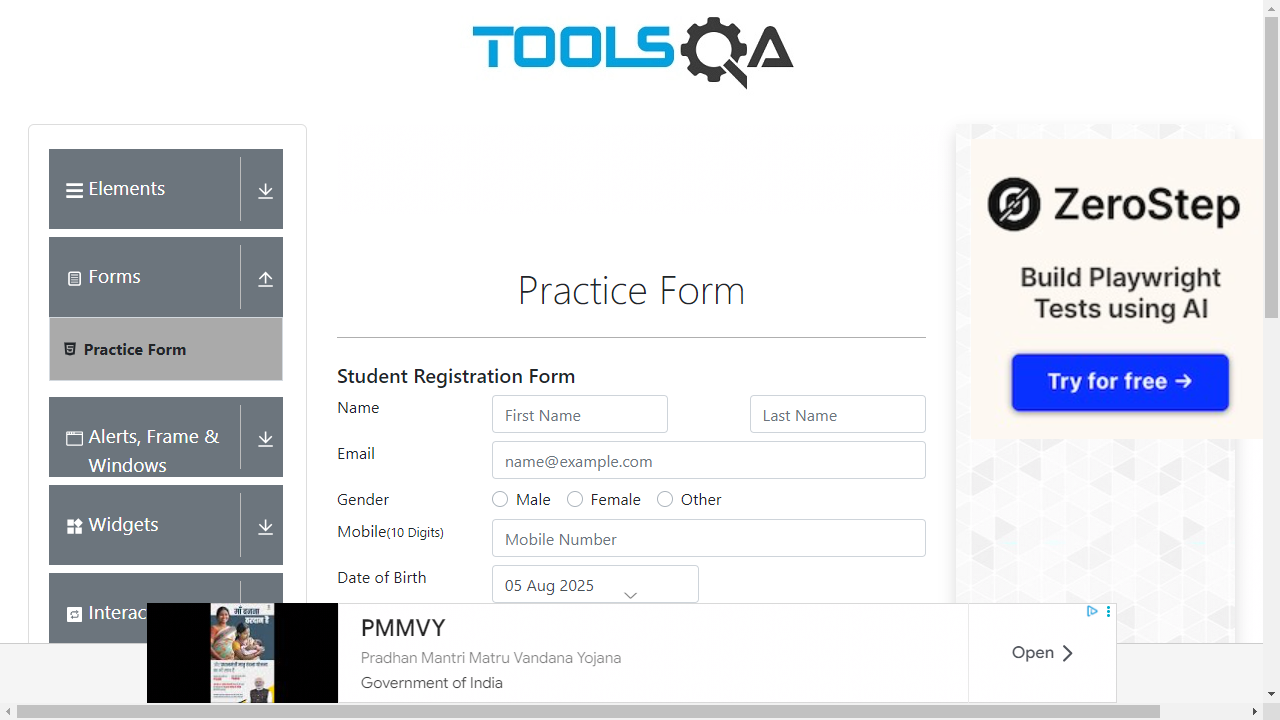 TOOLSQA
Elements
Forms
Practice Form
Alerts, Frame &
Windows
Widgets
Interac
Practice Form
Student Registration Form
Name
First Name
Last Name
Email
name@example.com
Gender
Male
Female
Other
Mobile(10 Digits)
Mobile Number
Date of Birth
05 Aug 2025
ZeroStep
Build Playwright
Tests using AI
Try for free →
माँ बनना
वरदान है
PMMVY
Pradhan Mantri Matru Vandana Yojana
Government of India
Open